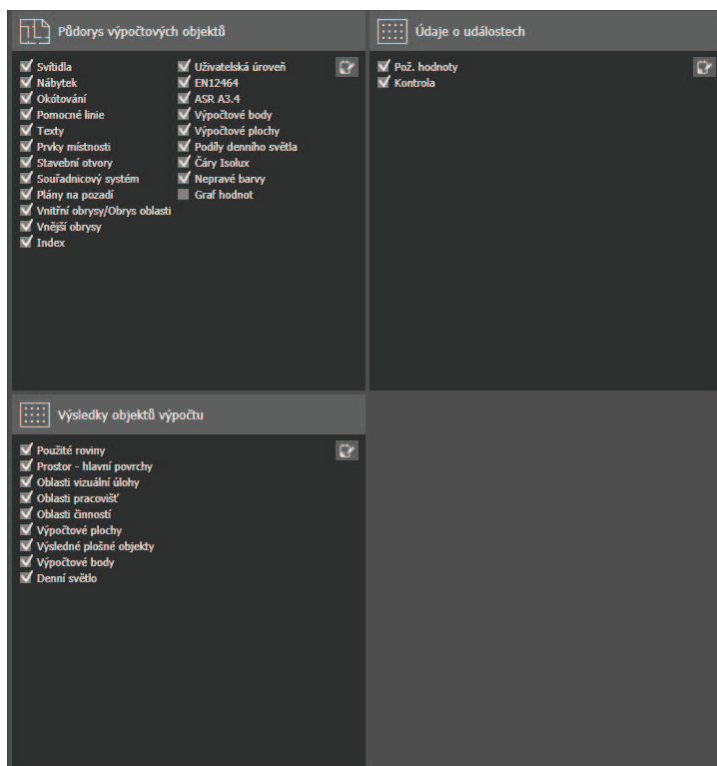 Půdorys výpočtových objektů
Svítidla
Nábytek
Okótování
Pomocné linie
Texty
Prvky místnosti
Stavební otvory
Souřadnicový systém
Plány na pozadí
Vnitřní obrysy/Obrys oblasti
Vnější obrysy
Index
Uživatelská úroveň
EN12464
ASR A3.4
Výpočtové body
Výpočtové plochy
Podíly denního světla
Čáry Isolux
Nepravé barvy
Graf hodnot
Údaje o událostech
Pož. hodnoty
Kontrola
Výsledky objektů výpočtu
Použité roviny
Prostor - hlavní povrchy
Oblasti vizuální úlohy
Oblasti pracovišť
Oblasti činností
Výpočtové plochy
Výsledné plošné objekty
Výpočtové body
Denní světlo